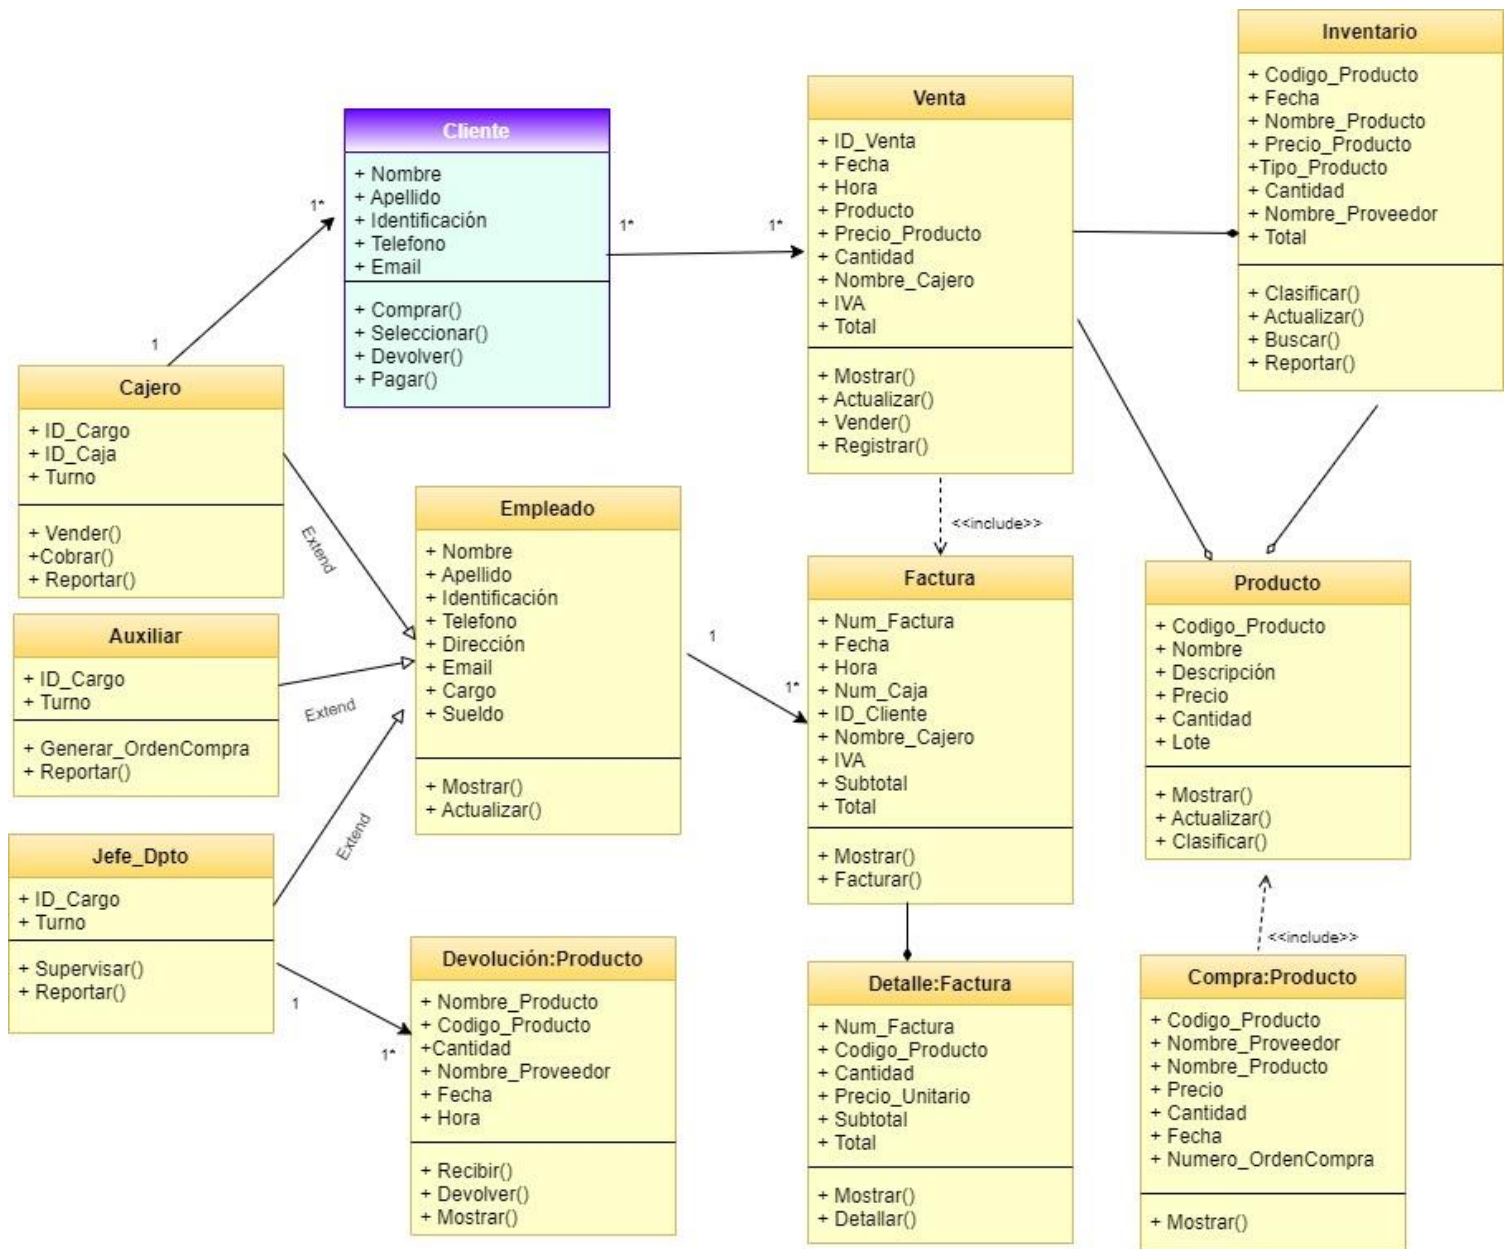 Inventario
+ Codigo_Producto
+ Fecha
+ Nombre_Producto
+ Precio_Producto
+Tipo_Producto
+ Cantidad
+ Nombre_Proveedor
+ Total
+ Clasificar()
+ Actualizar()
+ Buscar()
+ Reportar()
Venta
+ ID_Venta
+ Fecha
+ Hora
+ Producto
+ Precio_Producto
+ Cantidad
+ Nombre_Cajero
+ IVA
+ Total
+ Mostrar()
+ Actualizar()
+ Vender()
+ Registrar()
Cliente
+ Nombre
+ Apellido
+ Identificación
+ Telefono
+ Email
+ Comprar()
+ Seleccionar()
+ Devolver()
+ Pagar()
1*
1*
1*
1
Cajero
+ ID_Cargo
+ ID_Caja
+ Turno
+ Vender()
+Cobrar()
+ Reportar()
Extend
Empleado
+ Nombre
+ Apellido
+ Identificación
+ Telefono
+ Dirección
+ Email
+ Cargo
+ Sueldo
+ Mostrar()
+ Actualizar()
<<include>>
Factura
+ Num_Factura
+ Fecha
+ Hora
+ Num_Caja
+ ID_Cliente
+ Nombre_Cajero
+ IVA
+ Subtotal
+ Total
+ Mostrar()
+ Facturar()
1
1*
Producto
+ Codigo_Producto
+ Nombre
+ Descripción
+ Precio
+ Cantidad
+ Lote
+ Mostrar()
+ Actualizar()
+ Clasificar()
Auxiliar
+ ID_Cargo
+ Turno
+ Generar_OrdenCompra
+ Reportar()
Extend
Extend
Jefe_Dpto
+ ID_Cargo
+ Turno
+ Supervisar()
+ Reportar()
1
1*
Devolución:Producto
+ Nombre_Producto
+ Codigo_Producto
+Cantidad
+ Nombre_Proveedor
+ Fecha
+ Hora
+ Recibir()
+ Devolver()
+ Mostrar()
Detalle:Factura
+ Num_Factura
+ Codigo_Producto
+ Cantidad
+ Precio_Unitario
+ Subtotal
+ Total
+ Mostrar()
+ Detallar()
<<include>>
Compra:Producto
+ Codigo_Producto
+ Nombre_Proveedor
+ Nombre_Producto
+ Precio
+ Cantidad
+ Fecha
+ Numero_OrdenCompra
+ Mostrar()